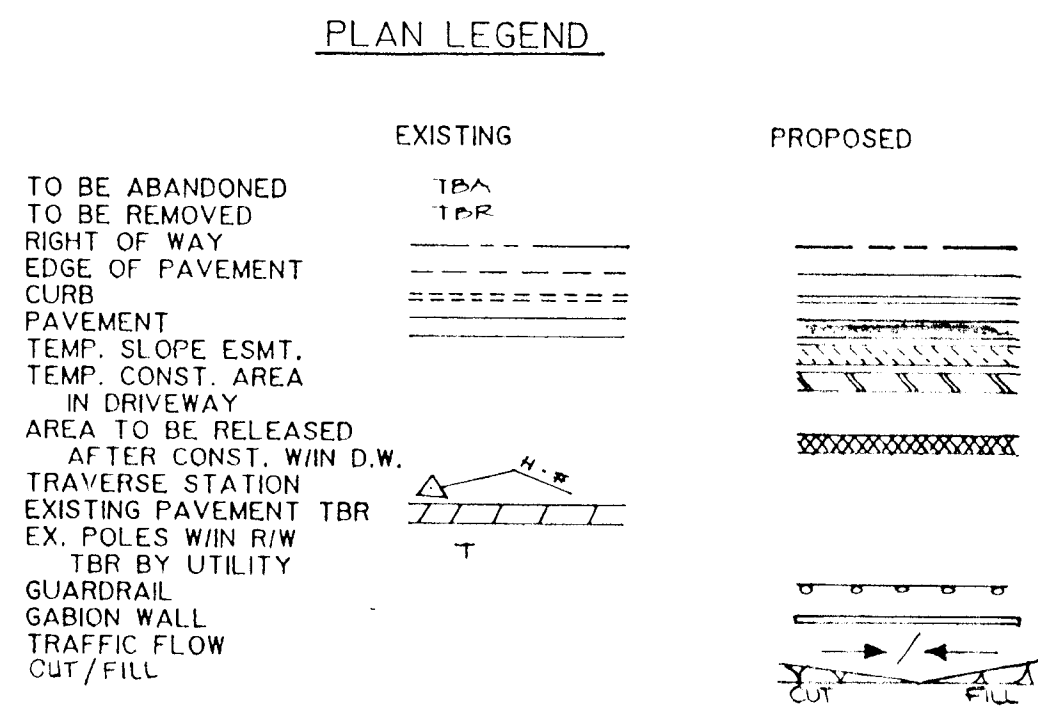 PLAN LEGEND
EXISTING PROPOSED
TO BE ABANDONED TBA
TO BE REMOVED TBR
RIGHT OF WAY
EDGE OF PAVEMENT
CURB
PAVEMENT
TEMP. SLOPE ESMT.
TEMP. CONST. AREA
IN DRIVEWAY
AREA TO BE RELEASED
AFTER CONST. W/IN D.W.
TRAVERSE STATION H-#
EXISTING PAVEMENT TBR
EX. POLES W/IN R/W T
TBR BY UTILITY
GUARDRAIL
GABION WALL
TRAFFIC FLOW
CUT/FILL
CUT FILL